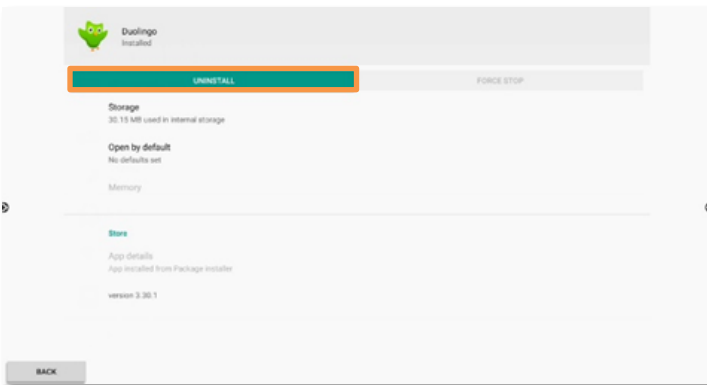 Duolingo
Installed
UNINSTALL
FORCE STOP
Storage
30.15 MB used in internal storage
Open by default
No defaults set
Memory
Store
App details
App installed from Package installer
version 3.30.1
BACK